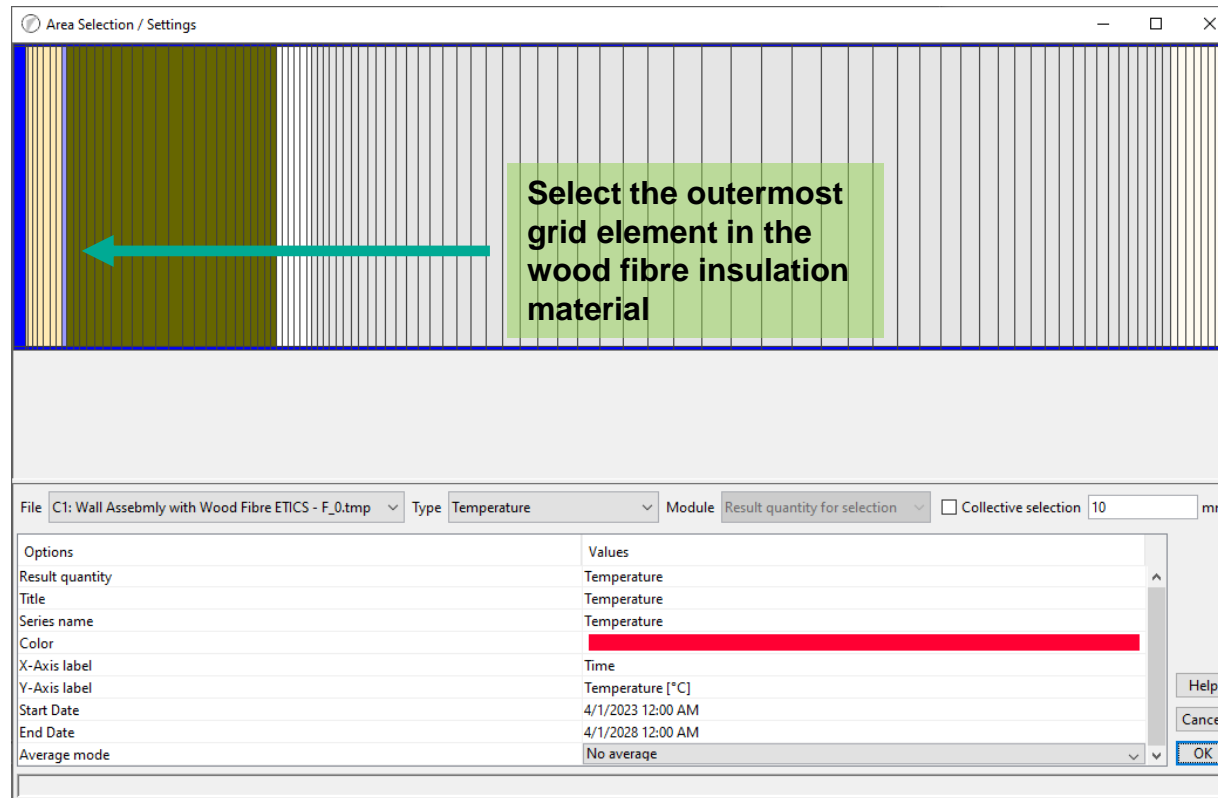 Area Selection / Settings
Select the outermost
grid element in the
wood fibre insulation
material
File C1: Wall Assebmly with Wood Fibre ETICS - F_0.tmp Type Temperature Module Result quantity for selection Collective selection 10
Options Values
Result quantity Temperature
Title Temperature
Series name Temperature
Color
X-Axis label Time
Y-Axis label Temperature [°C]
Start Date 4/1/2023 12:00 AM
End Date 4/1/2028 12:00 AM
Average mode No average
Help
Cance
OK